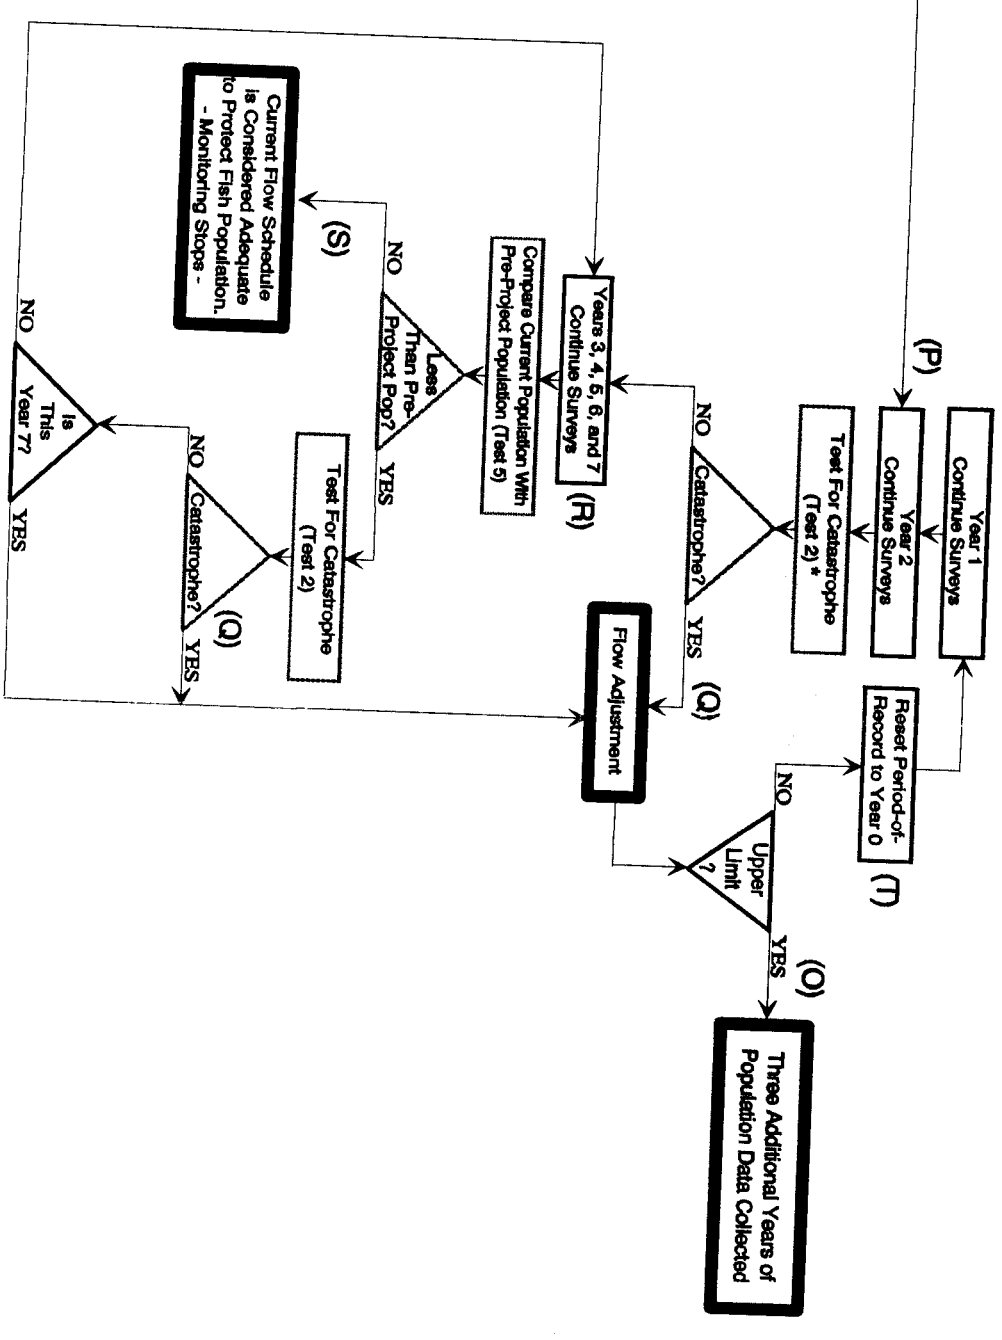 Year 1
Continue Surveys
(P)
Year 2
Continue Surveys
Reset Period-of-
Record to Year 0
(T)
Test For Catastrophe
(Test 2) *
NO
Catastrophe?
YES
(Q)
NO
Upper
Limit
?
YES
(O)
Three Additional Years of
Population Data Collected
Flow Adjustment
Years 3, 4, 5, 6, and 7
Continue Surveys
(R)
Compare Current Population With
Pre-Project Population (Test 5)
NO
Less
Than Pre-
Project Pop?
YES
(S)
Test For Catastrophe
(Test 2)
Current Flow Schedule
is Considered Adequate
to Protect Fish Population.
- Monitoring Stops -
NO
Catastrophe?
YES
(Q)
NO
Is
This
Year 7?
YES